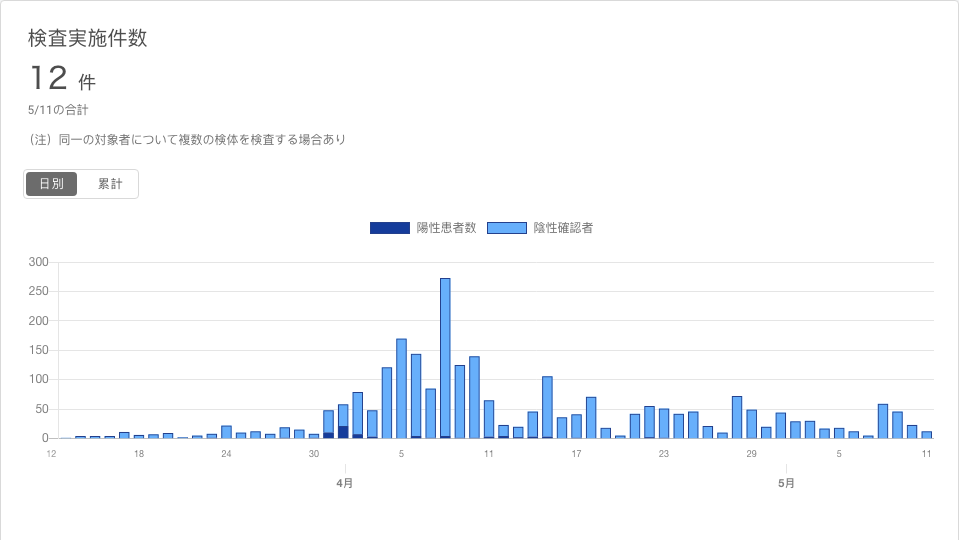 検査実施件数
12 件
5/11の合計
（注）同一の対象者について複数の検体を検査する場合あり
日別 累計
陽性患者数 陰性確認者
300
250
200
150
100
50
0
12 18 24 30 5 11 17 23 29 5 11
4月 5月